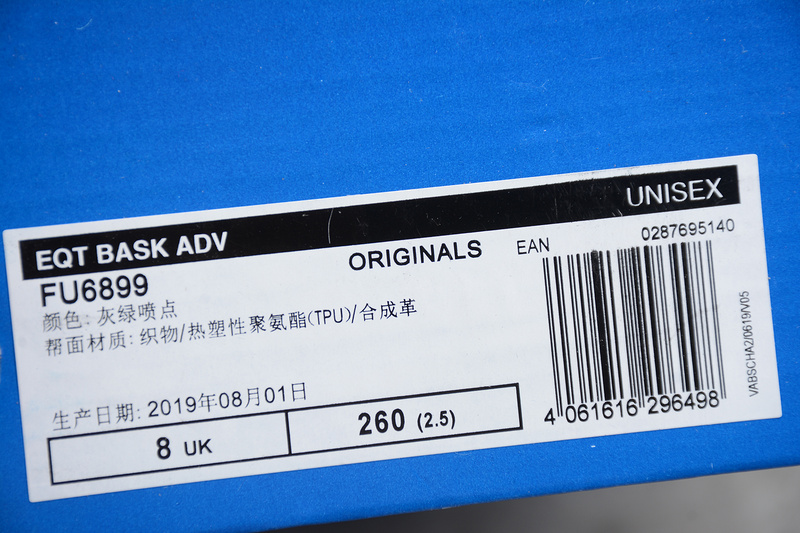 EQT BASK ADV UNISEX
FU6899 ORIGINALS EAN 0287695140
颜色: 灰绿喷点
帮面材质: 织物/热塑性聚氨酯(TPU)/合成革
生产日期: 2019年08月01日
8 UK 260 (2.5)
4 061616 296498
VABSCHA2/0619/V05